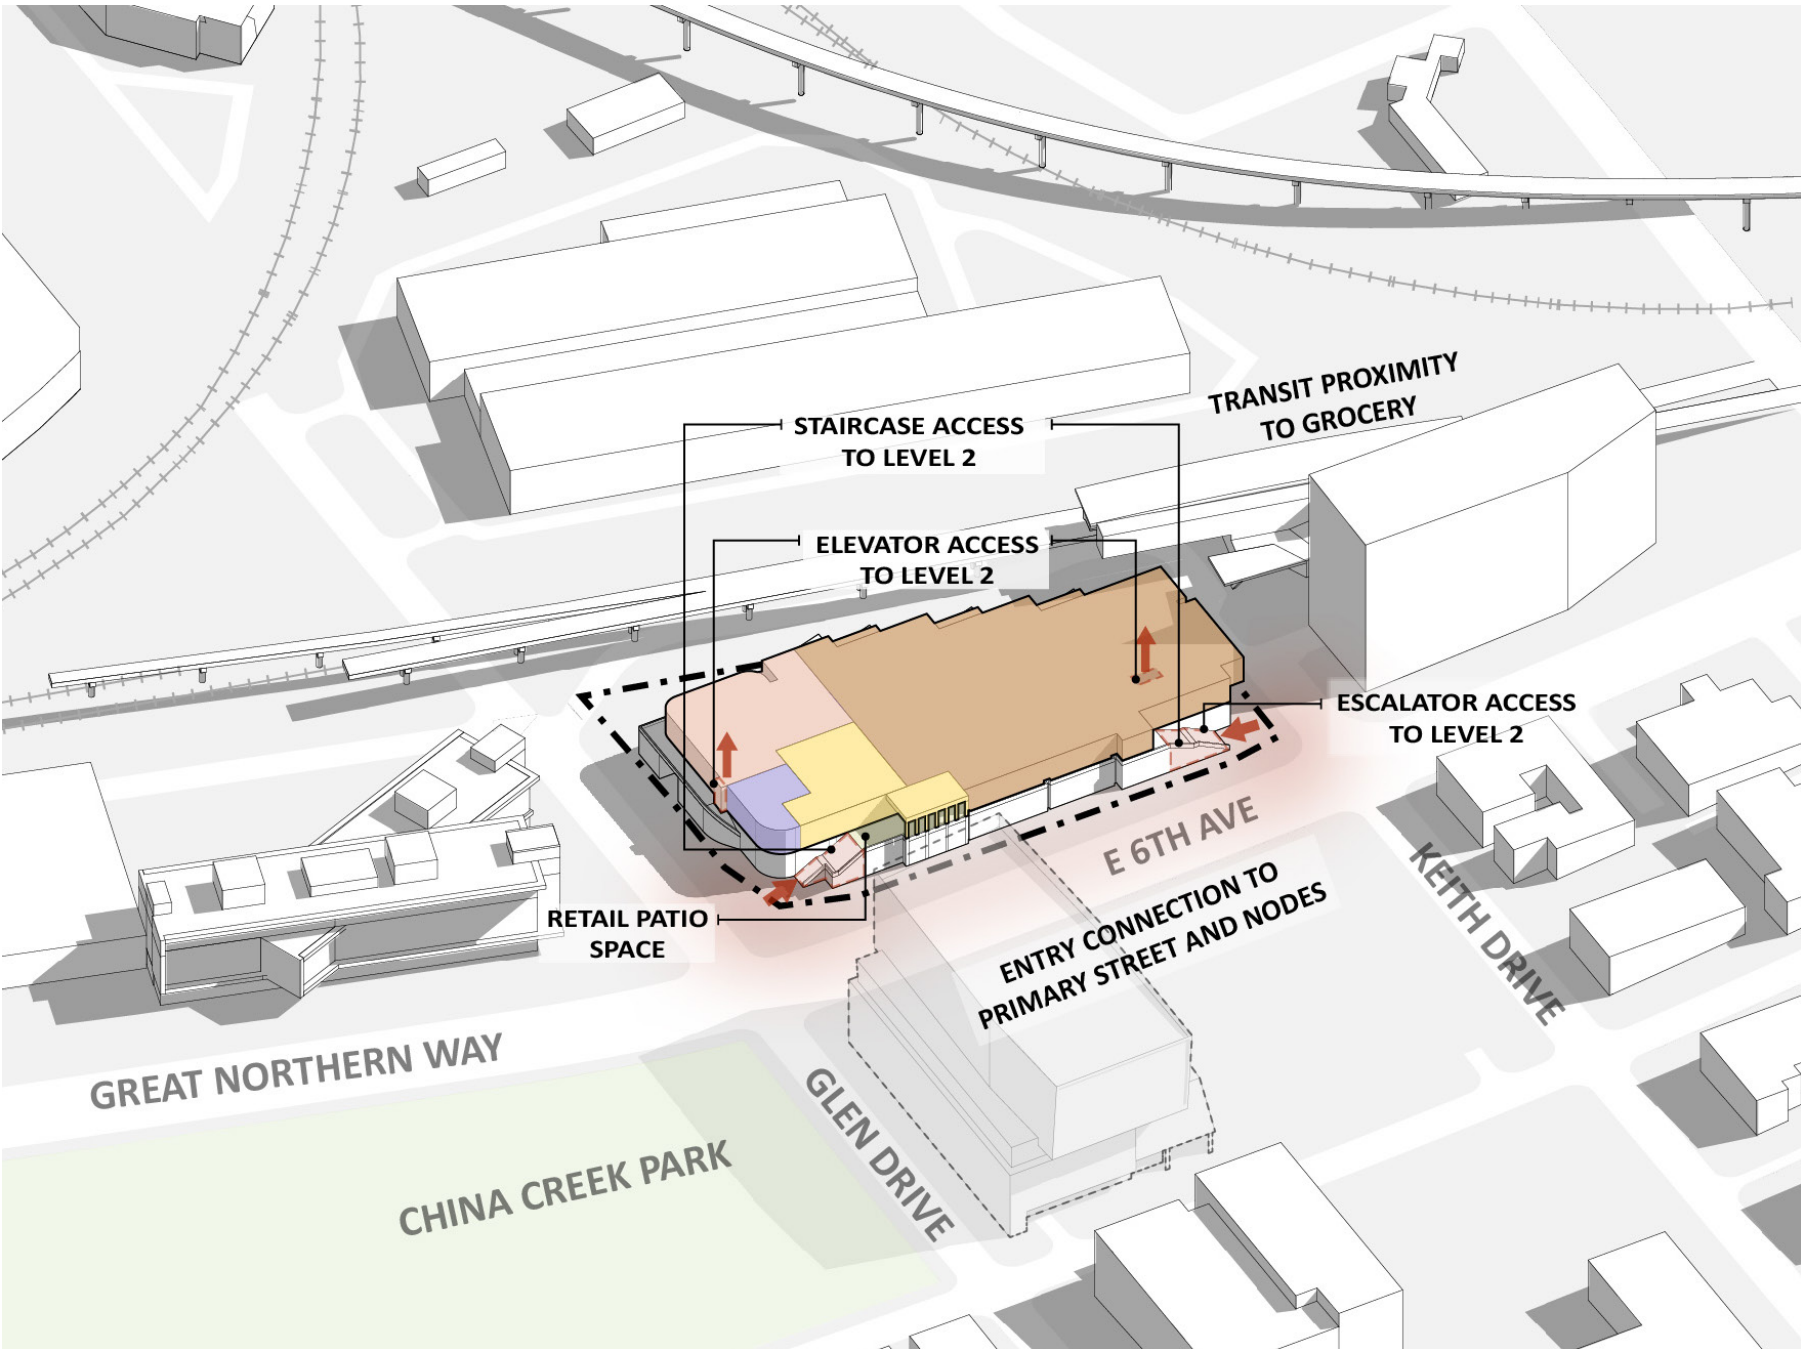 TRANSIT PROXIMITY
TO GROCERY
STAIRCASE ACCESS
TO LEVEL 2
ELEVATOR ACCESS
TO LEVEL 2
ESCALATOR ACCESS
TO LEVEL 2
E 6TH AVE
KEITH DRIVE
RETAIL PATIO
SPACE
ENTRY CONNECTION TO
PRIMARY STREET AND NODES
GREAT NORTHERN WAY
GLEN DRIVE
CHINA CREEK PARK